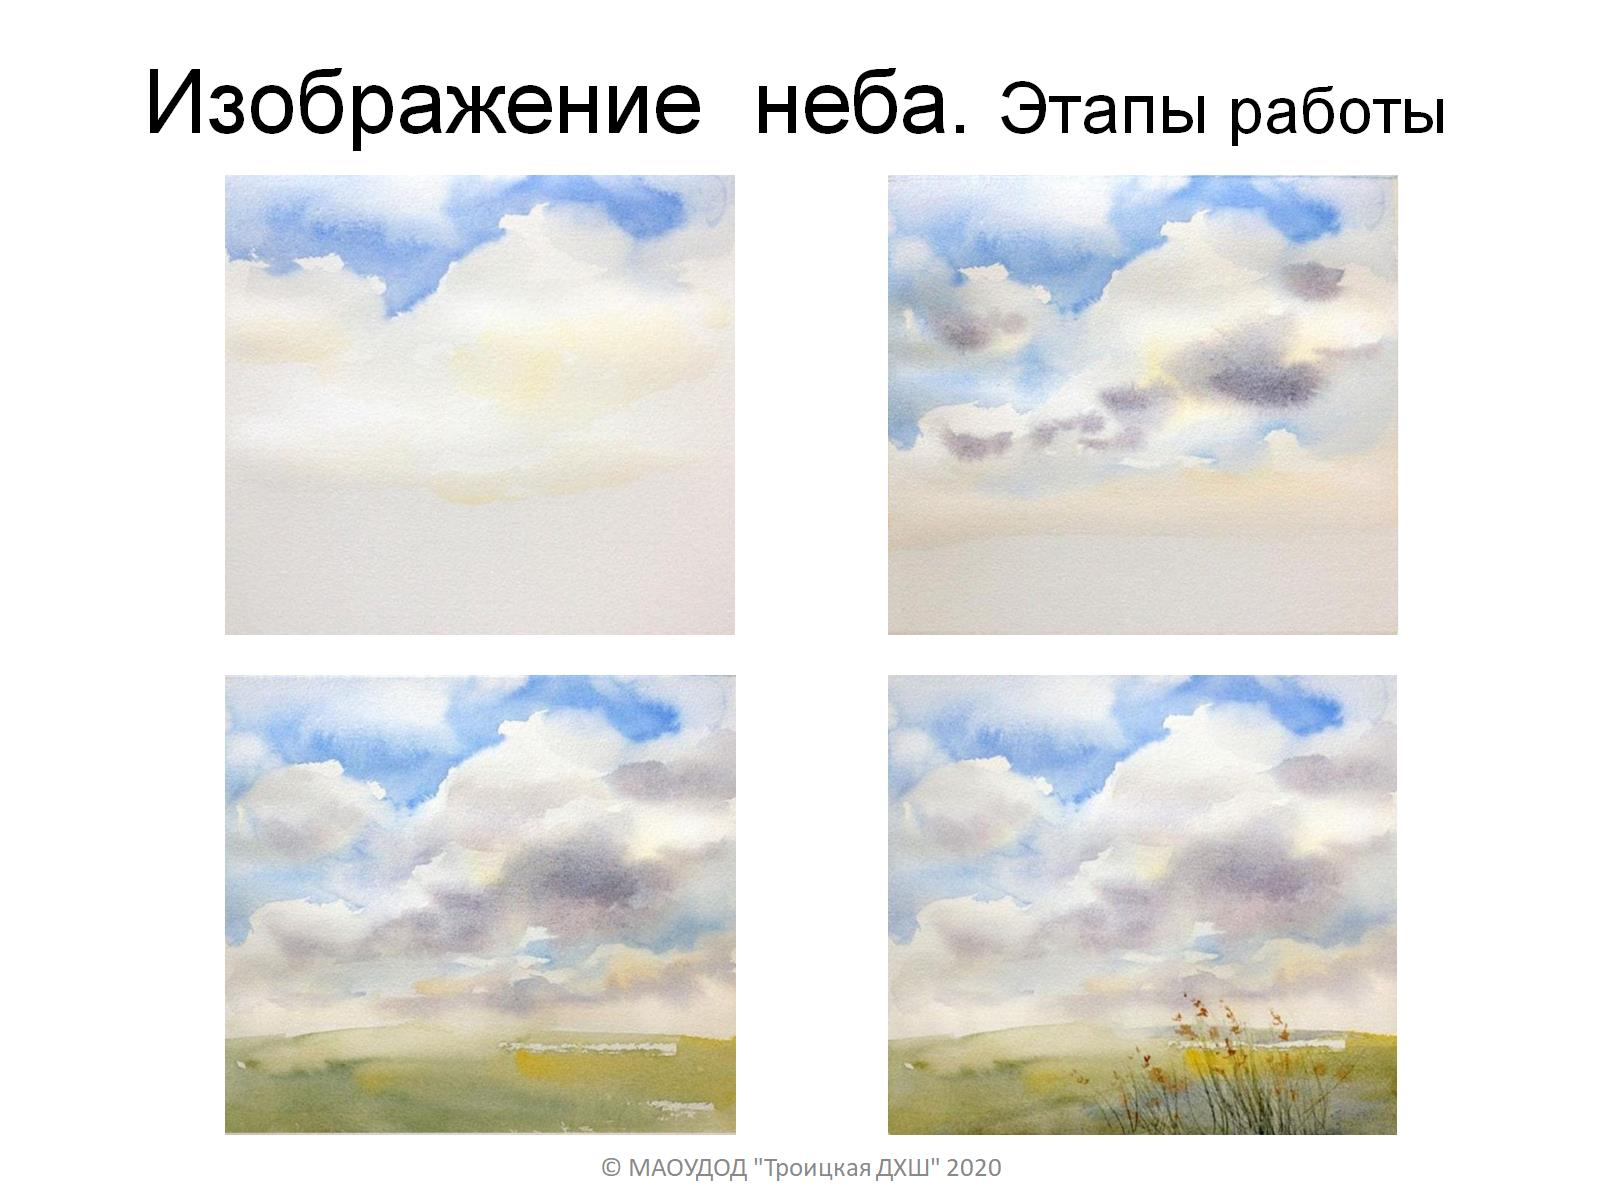 Изображение неба. Этапы работы
© МАОУДОД "Троицкая ДХШ" 2020